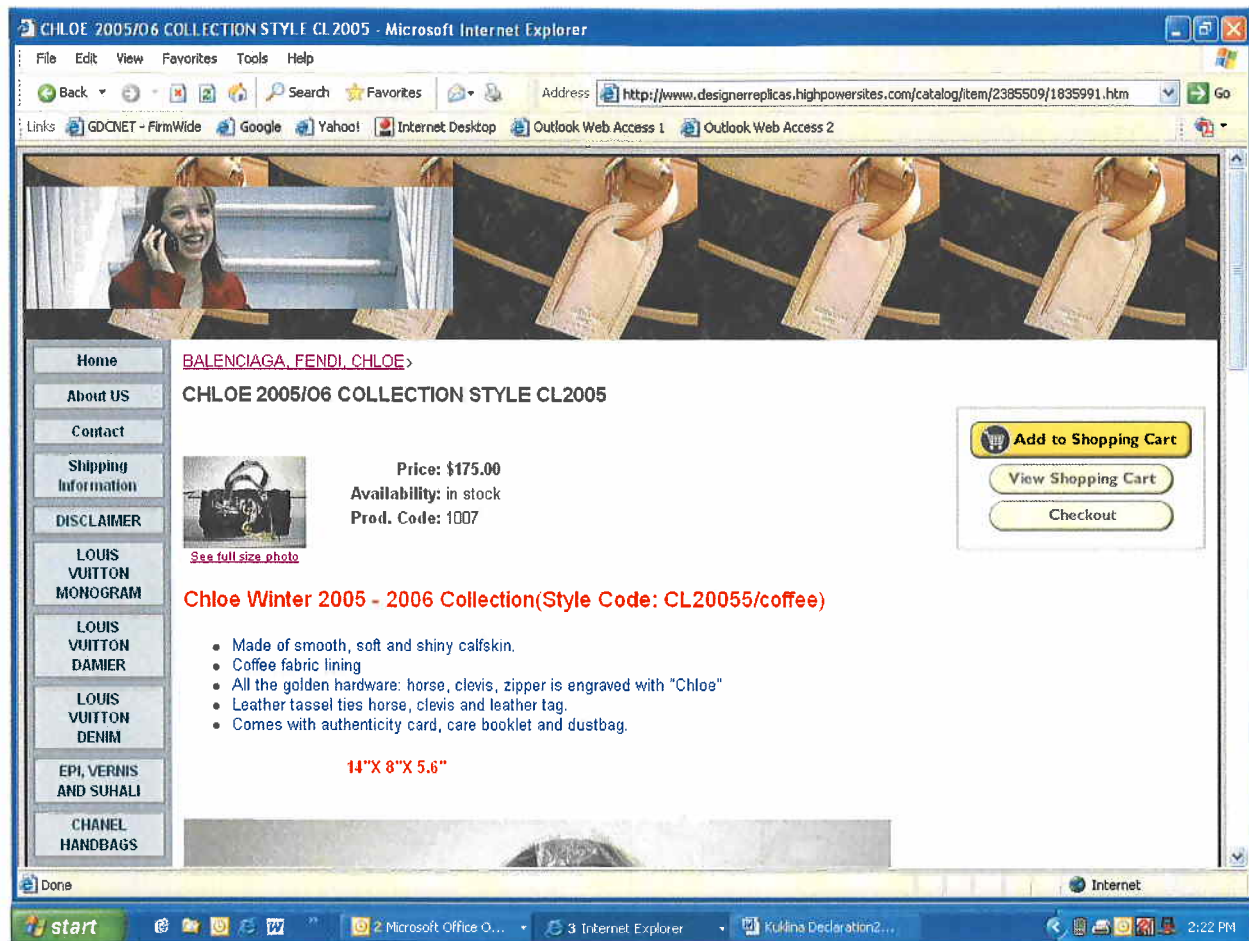 CHLOE 2005/06 COLLECTION STYLE CL2005 - Microsoft Internet Explorer
File Edit View Favorites Tools Help
Back Search Favorites Address http://www.designerreplicas.highpowersites.com/catalog/item/2385509/1835991.htm Go
Links GDCNET - FirmWide Google Yahoo! Internet Desktop Outlook Web Access 1 Outlook Web Access 2
Home
About US
Contact
Shipping
Information
DISCLAIMER
LOUIS
VUITTON
MONOGRAM
LOUIS
VUITTON
DAMIER
LOUIS
VUITTON
DENIM
EPI, VERNIS
AND SUHALI
CHANEL
HANDBAGS
BALENCIAGA, FENDI, CHLOE>
CHLOE 2005/06 COLLECTION STYLE CL2005
See full size photo
Price: $175.00
Availability: in stock
Prod. Code: 1007
Add to Shopping Cart
View Shopping Cart
Checkout
Chloe Winter 2005 - 2006 Collection(Style Code: CL20055/coffee)
Made of smooth, soft and shiny calfskin.
Coffee fabric lining
All the golden hardware: horse, clevis, zipper is engraved with "Chloe"
Leather tassel ties horse, clevis and leather tag.
Comes with authenticity card, care booklet and dustbag.
14"X 8"X 5.6"
Done Internet
start 2 Microsoft Office O... 3 Internet Explorer Kuklina Declaration2... 2:22 PM